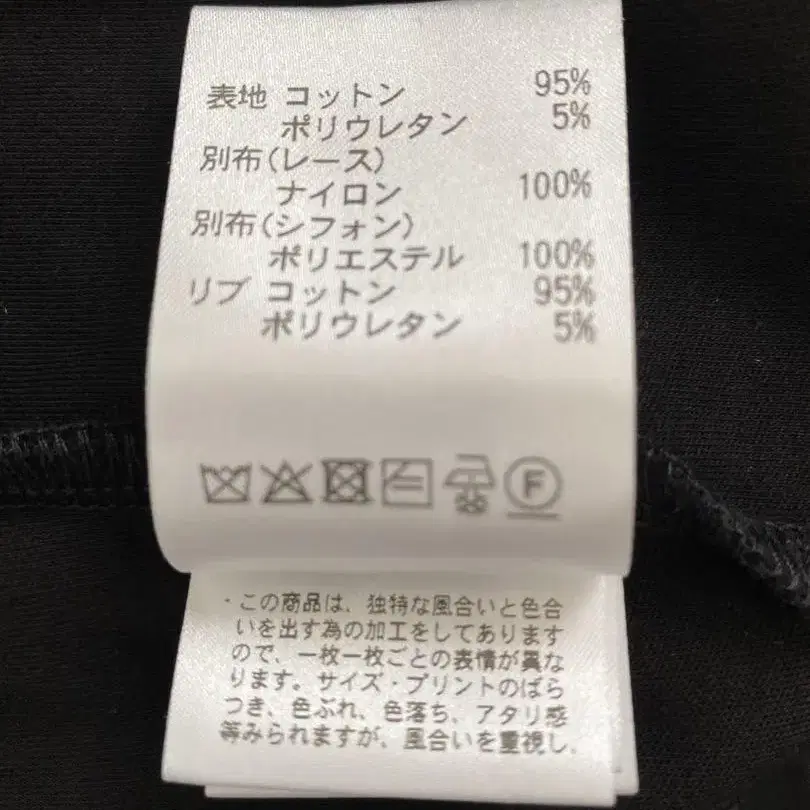 表地 コットン 95%
ポリウレタン 5%
別布(レース)
ナイロン 100%
別布(シフォン)
ポリエステル 100%
リブ コットン 95%
ポリウレタン 5%
F
・この商品は、独特な風合いと色合
いを出す為の加工をしてあります
ので、一枚一枚ごとの表情が異な
ります。サイズ・プリントのばら
つき、色ぶれ、色落ち、アタリ感
等みられますが、風合いを重視し、